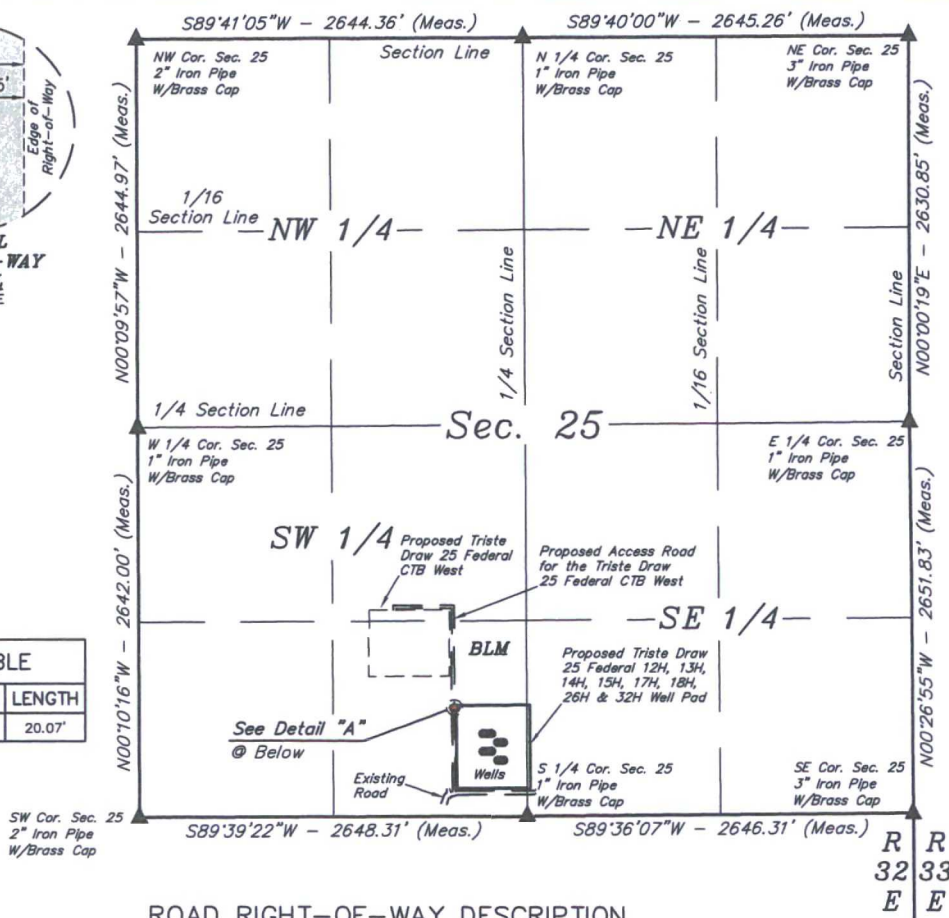 S89°41'05"W - 2644.36' (Meas.)
S89°40'00"W - 2645.26' (Meas.)
NW Cor. Sec. 25
2" Iron Pipe
W/Brass Cap
Section Line
N 1/4 Cor. Sec. 25
1" Iron Pipe
W/Brass Cap
NE Cor. Sec. 25
3" Iron Pipe
W/Brass Cap
Edge of
Right-of-Way
N00°09'57"W - 2644.97' (Meas.)
N00°00'19"E - 2630.85' (Meas.)
1/16
Section Line
NW 1/4
NE 1/4
WAY
1/4 Section Line
1/16 Section Line
Section Line
1/4 Section Line
Sec. 25
W 1/4 Cor. Sec. 25
1" Iron Pipe
W/Brass Cap
E 1/4 Cor. Sec. 25
1" Iron Pipe
W/Brass Cap
N00°10'16"W - 2642.00' (Meas.)
N00°26'55"W - 2651.83' (Meas.)
SW 1/4
Proposed Triste
Draw 25 Federal
CTB West
Proposed Access Road
for the Triste Draw
25 Federal CTB West
SE 1/4
BLM
Proposed Triste Draw
25 Federal 12H, 13H,
14H, 15H, 17H, 18H,
26H & 32H Well Pad
LENGTH
20.07'
See Detail "A"
@ Below
Wells
Existing
Road
S 1/4 Cor. Sec. 25
1" Iron Pipe
W/Brass Cap
SE Cor. Sec. 25
3" Iron Pipe
W/Brass Cap
SW Cor. Sec. 25
2" Iron Pipe
W/Brass Cap
S89°39'22"W - 2648.31' (Meas.)
S89°36'07"W - 2646.31' (Meas.)
R R
32 33
E E
ROAD RIGHT-OF-WAY DESCRIPTION